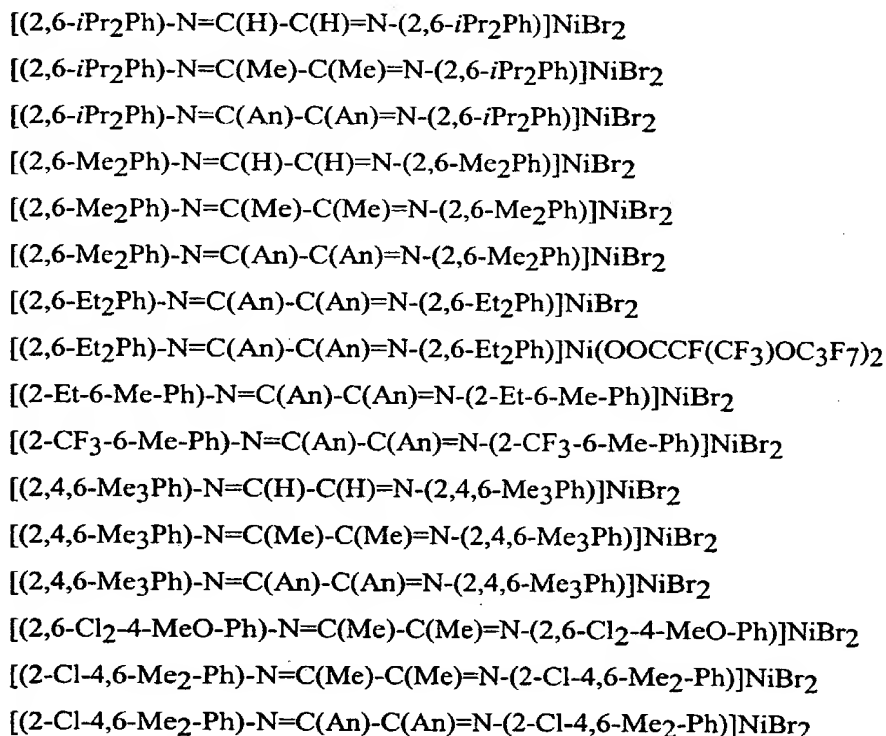 [(2,6-iPr2Ph)-N=C(H)-C(H)=N-(2,6-iPr2Ph)]NiBr2
[(2,6-iPr2Ph)-N=C(Me)-C(Me)=N-(2,6-iPr2Ph)]NiBr2
[(2,6-iPr2Ph)-N=C(An)-C(An)=N-(2,6-iPr2Ph)]NiBr2
[(2,6-Me2Ph)-N=C(H)-C(H)=N-(2,6-Me2Ph)]NiBr2
[(2,6-Me2Ph)-N=C(Me)-C(Me)=N-(2,6-Me2Ph)]NiBr2
[(2,6-Me2Ph)-N=C(An)-C(An)=N-(2,6-Me2Ph)]NiBr2
[(2,6-Et2Ph)-N=C(An)-C(An)=N-(2,6-Et2Ph)]NiBr2
[(2,6-Et2Ph)-N=C(An)-C(An)=N-(2,6-Et2Ph)]Ni(OOCCF(CF3)OC3F7)2
[(2-Et-6-Me-Ph)-N=C(An)-C(An)=N-(2-Et-6-Me-Ph)]NiBr2
[(2-CF3-6-Me-Ph)-N=C(An)-C(An)=N-(2-CF3-6-Me-Ph)]NiBr2
[(2,4,6-Me3Ph)-N=C(H)-C(H)=N-(2,4,6-Me3Ph)]NiBr2
[(2,4,6-Me3Ph)-N=C(Me)-C(Me)=N-(2,4,6-Me3Ph)]NiBr2
[(2,4,6-Me3Ph)-N=C(An)-C(An)=N-(2,4,6-Me3Ph)]NiBr2
[(2,6-Cl2-4-MeO-Ph)-N=C(Me)-C(Me)=N-(2,6-Cl2-4-MeO-Ph)]NiBr2
[(2-Cl-4,6-Me2-Ph)-N=C(Me)-C(Me)=N-(2-Cl-4,6-Me2-Ph)]NiBr2
[(2-Cl-4,6-Me2-Ph)-N=C(An)-C(An)=N-(2-Cl-4,6-Me2-Ph)]NiBr2